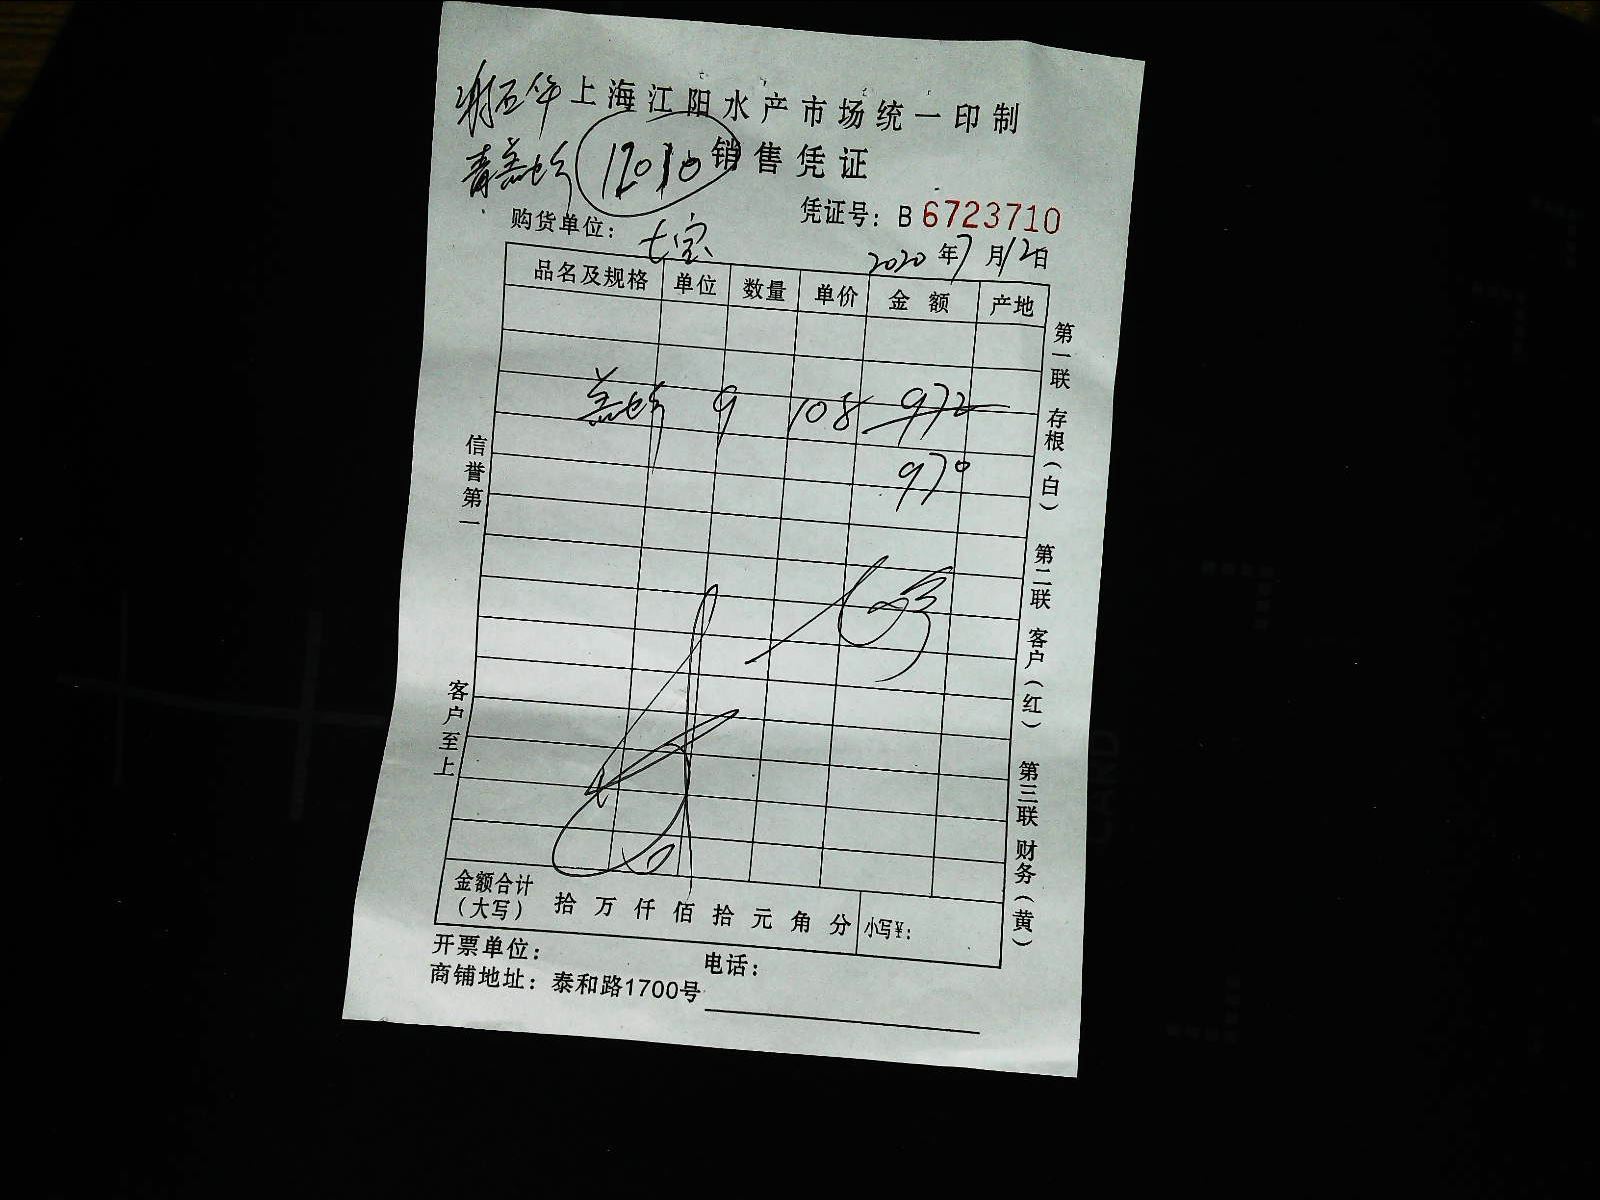 上海江阳水产市场统一印制
12010 销售凭证
凭证号：B 6723710
购货单位：七宝
2020年7月12日
品名及规格 单位 数量 单价 金额 产地
9 108 972
970
信誉第一
客户至上
第一联 存根（白）
第二联 客户（红）
第三联 财务（黄）
金额合计（大写） 拾 万 仟 佰 拾 元 角 分 小写¥：
开票单位： 电话：
商铺地址：泰和路1700号